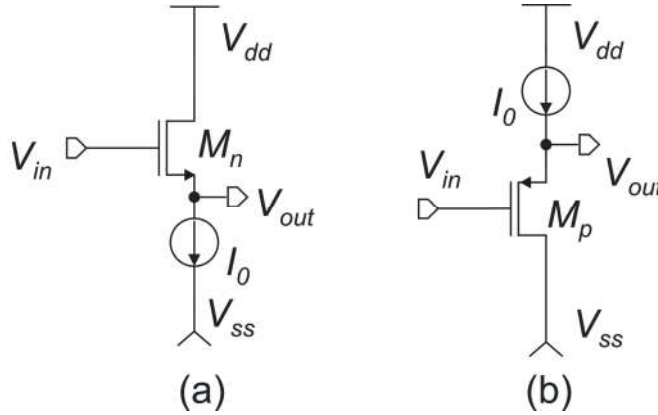 V_dd
V_in
M_n
V_out
I_0
V_ss
(a)
V_dd
I_0
V_in
V_out
M_p
V_ss
(b)